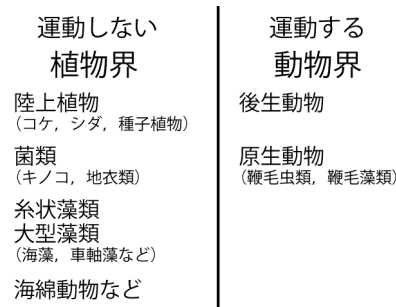 運動しない
植物界
陸上植物
（コケ，シダ，種子植物）
菌類
（キノコ，地衣類）
糸状藻類
大型藻類
（海藻，車軸藻など）
海綿動物など
運動する
動物界
後生動物
原生動物
（鞭毛虫類，鞭毛藻類）